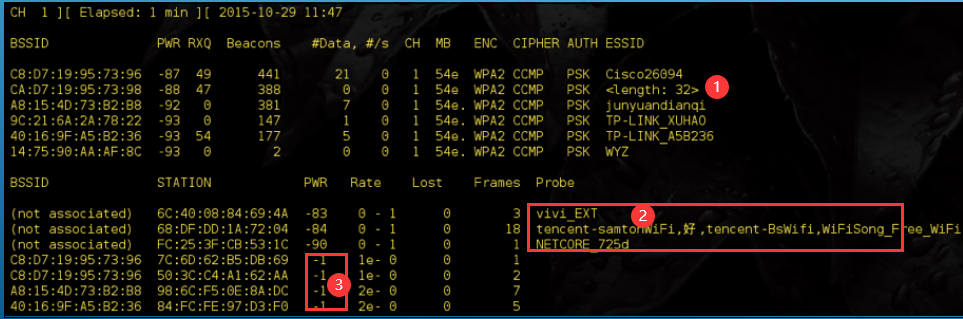 CH 1 ][ Elapsed: 1 min ][ 2015-10-29 11:47
BSSID PWR RXQ Beacons #Data, #/s CH MB ENC CIPHER AUTH ESSID
C8:D7:19:95:73:96 -87 49 441 21 0 1 54e WPA2 CCMP PSK Cisco26094
CA:D7:19:95:73:98 -88 47 388 0 0 1 54e WPA2 CCMP PSK <length: 32> 1
A8:15:4D:73:B2:B8 -92 0 381 7 0 1 54e. WPA2 CCMP PSK junyuandianqi
9C:21:6A:2A:78:22 -93 0 147 1 0 1 54e. WPA2 CCMP PSK TP-LINK_XUHAO
40:16:9F:A5:B2:36 -93 54 177 5 0 1 54e. WPA2 CCMP PSK TP-LINK_A5B236
14:75:90:AA:AF:8C -93 0 2 0 0 1 54e. WPA2 CCMP PSK WYZ
BSSID STATION PWR Rate Lost Frames Probe
(not associated) 6C:40:08:84:69:4A -83 0 - 1 0 3 vivi_EXT 2
(not associated) 68:DF:DD:1A:72:04 -84 0 - 1 0 18 tencent-samtonWiFi,好,tencent-BsWifi,WiFiSong_Free_WiFi
(not associated) FC:25:3F:CB:53:1C -90 0 - 1 0 1 NETCORE_725d
C8:D7:19:95:73:96 7C:6D:62:B5:DB:69 -1 1e- 0 0 1
C8:D7:19:95:73:96 50:3C:C4:A1:62:AA -1 1e- 0 0 2
A8:15:4D:73:B2:B8 98:6C:F5:0E:8A:DC -1 3 2e- 0 0 7
40:16:9F:A5:B2:36 84:FC:FE:97:D3:F0 -1 2e- 0 0 5